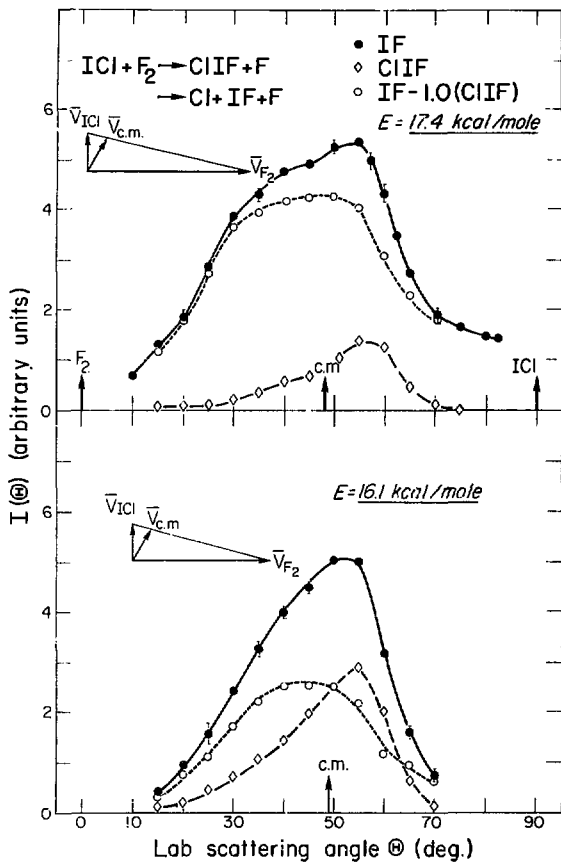 ICl + F₂ → ClIF + F
→ Cl + IF + F
● IF
◇ ClIF
○ IF - 1.0 (ClIF)
E = 17.4 kcal/mole
V̄ICl
V̄c.m.
V̄F₂
6
4
2
0
F₂
c.m
ICl
I(Θ) (arbitrary units)
E = 16.1 kcal/mole
V̄ICl
V̄c.m
V̄F₂
6
4
2
0
c.m.
0 10 30 50 70 90
Lab scattering angle Θ (deg.)